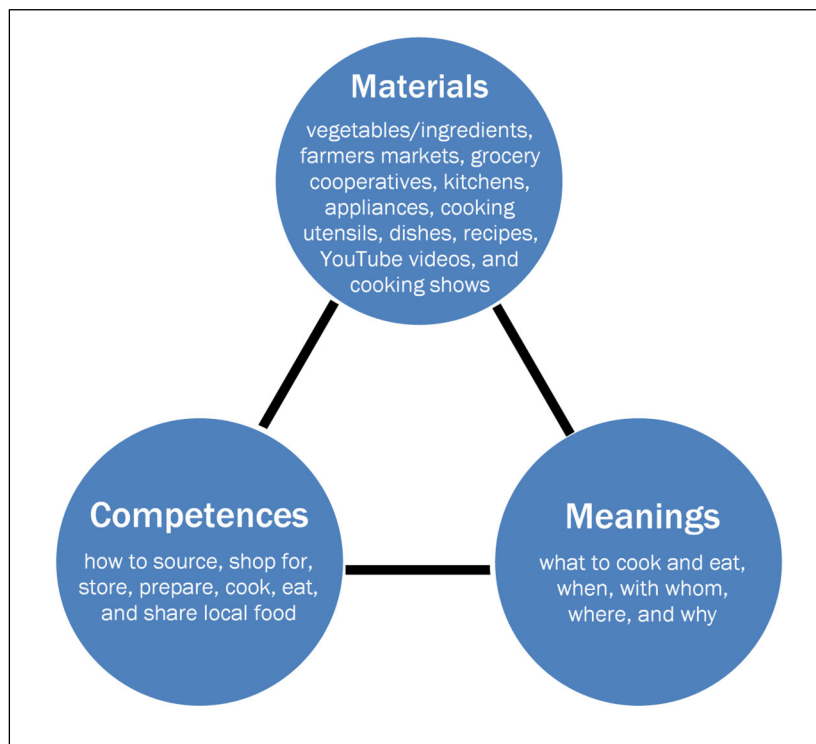 Materials
vegetables/ingredients,
farmers markets, grocery
cooperatives, kitchens,
appliances, cooking
utensils, dishes, recipes,
YouTube videos, and
cooking shows
Competences
how to source, shop for,
store, prepare, cook, eat,
and share local food
Meanings
what to cook and eat,
when, with whom,
where, and why